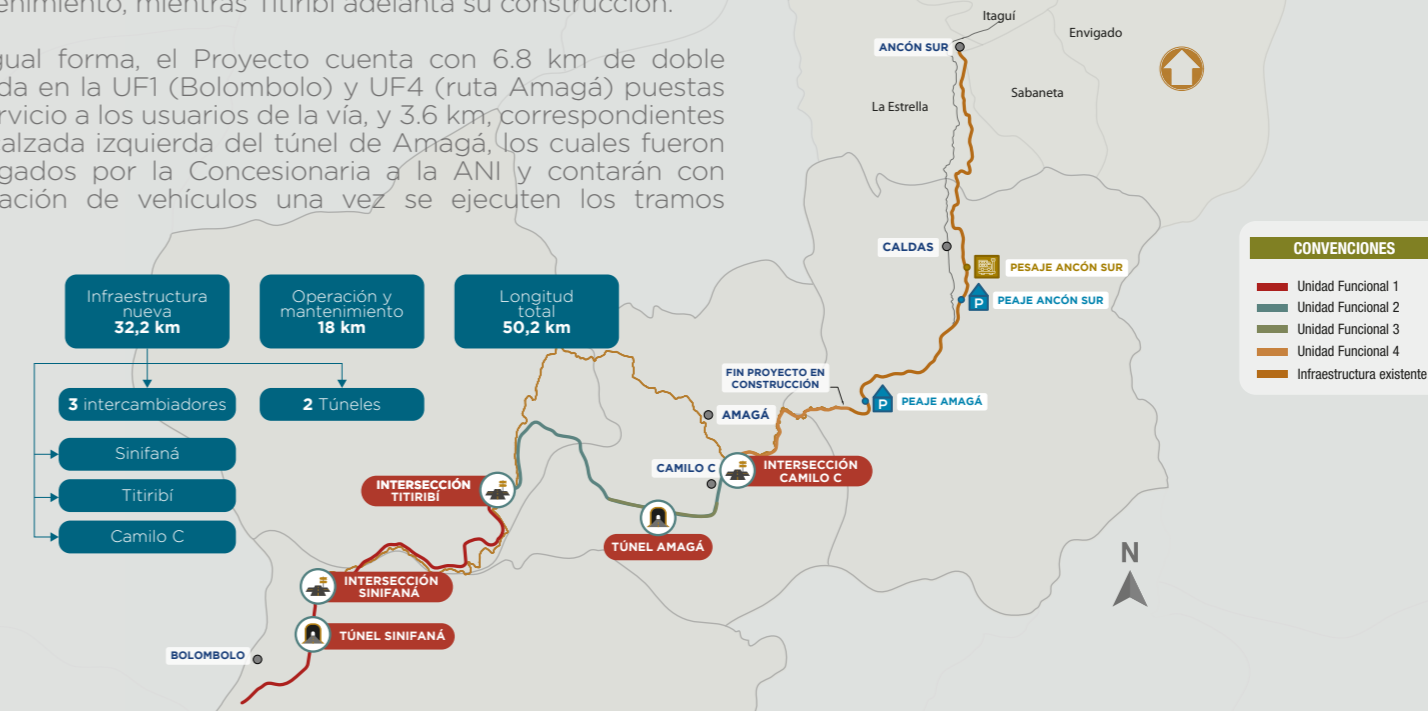 mientras Titiribí adelanta su construcción.
gual forma, el Proyecto cuenta con 6.8 km de doble
en la UF1 (Bolombolo) y UF4 (ruta Amagá) puestas
a los usuarios de la vía, y 3.6 km, correspondientes
izquierda del túnel de Amagá, los cuales fueron
por la Concesionaria a la ANI y contarán con
de vehículos una vez se ejecuten los tramos
Itaguí
Envigado
ANCÓN SUR
La Estrella
Sabaneta
CALDAS
PESAJE ANCÓN SUR
P
PEAJE ANCÓN SUR
CONVENCIONES
Unidad Funcional 1
Unidad Funcional 2
Unidad Funcional 3
Unidad Funcional 4
Infraestructura existente
Infraestructura
nueva
32,2 km
Operación y
mantenimiento
18 km
Longitud
total
50,2 km
3 intercambiadores
2 Túneles
Sinifaná
Titiribí
Camilo C
FIN PROYECTO EN
CONSTRUCCIÓN
P
PEAJE AMAGÁ
AMAGÁ
CAMILO C
INTERSECCIÓN
CAMILO C
INTERSECCIÓN
TITIRIBÍ
TÚNEL AMAGÁ
INTERSECCIÓN
SINIFANÁ
TÚNEL SINIFANÁ
BOLOMBOLO
N